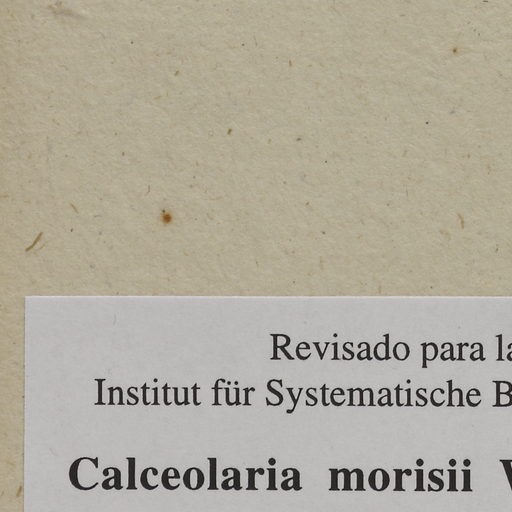 Revisado para la
Institut für Systematische B
Calceolaria morisii